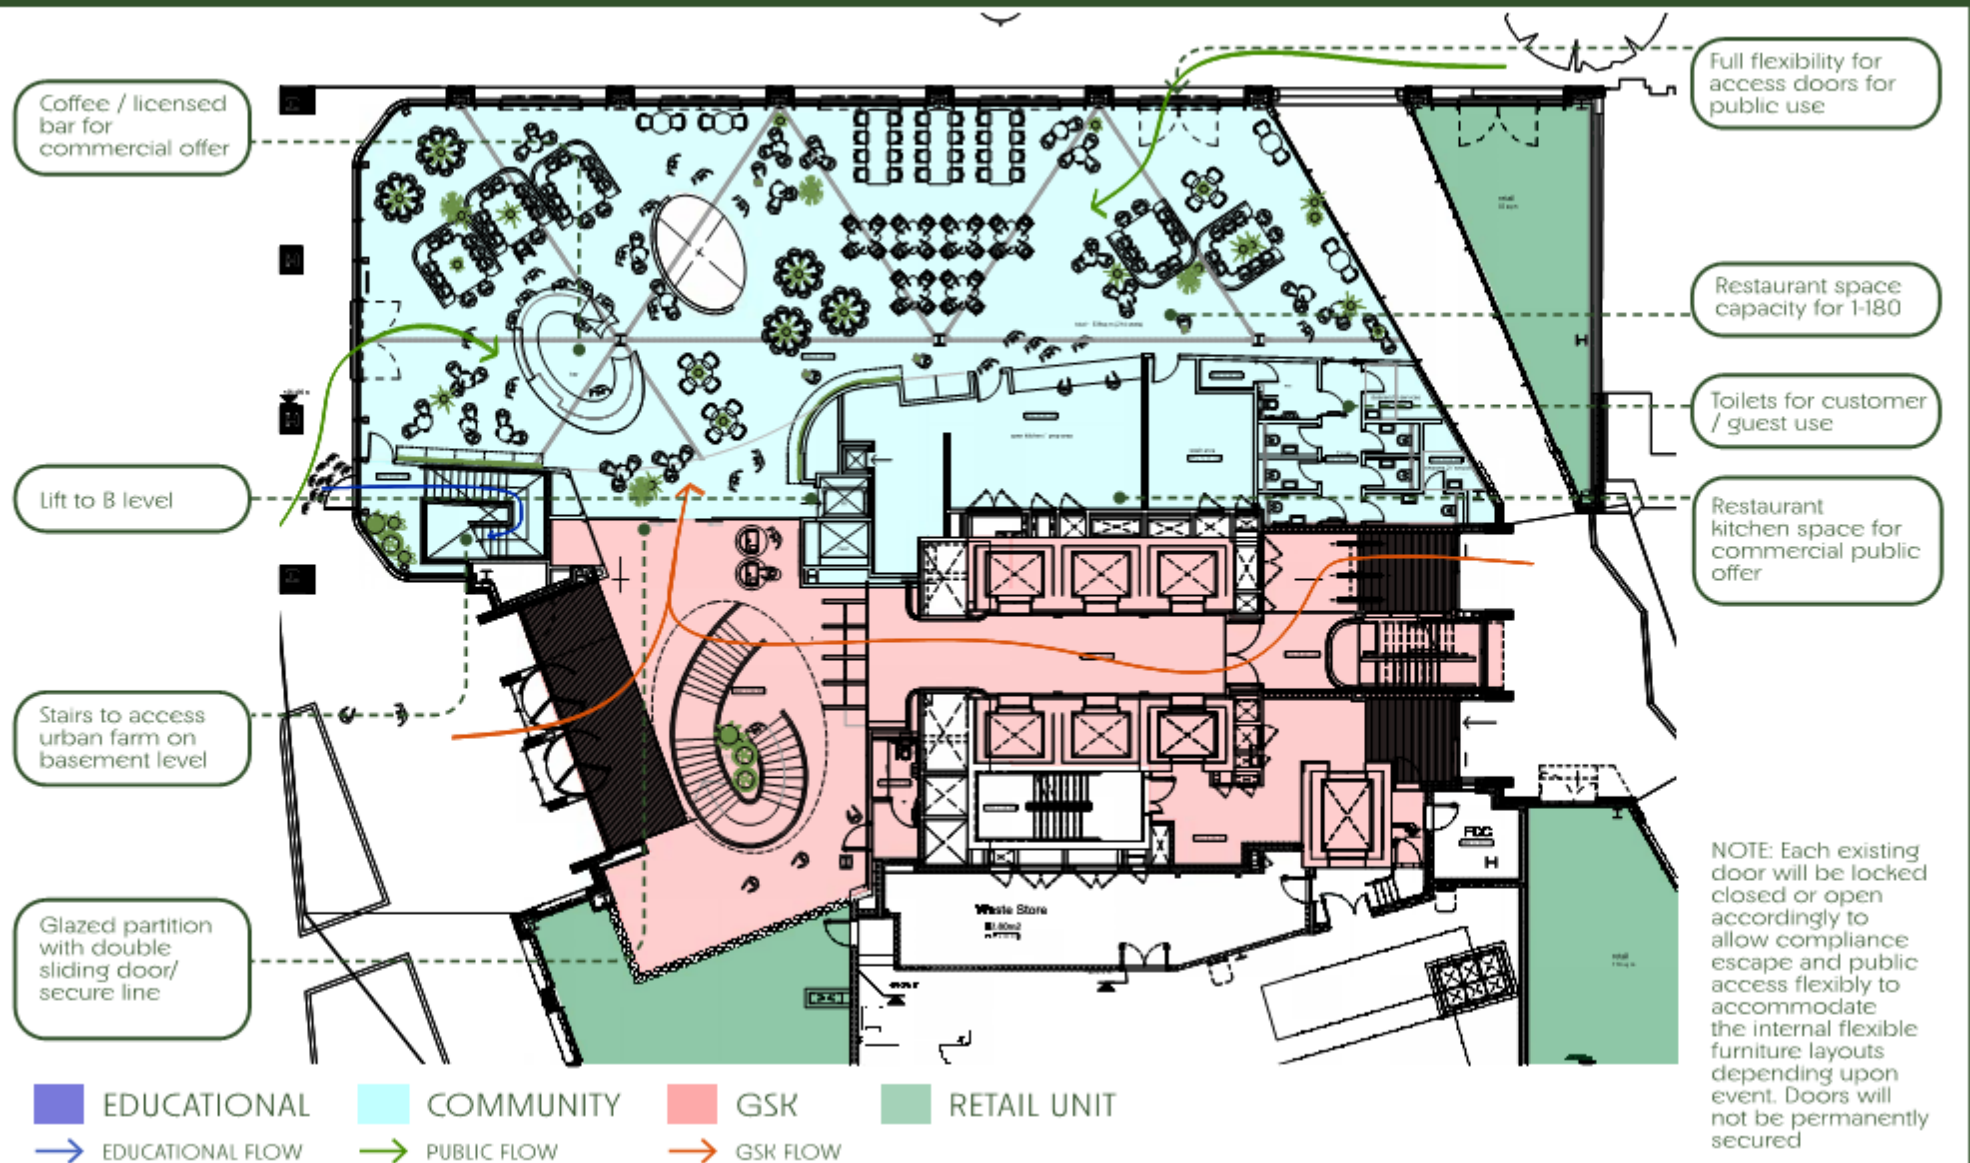 Coffee / licensed
bar for
commercial offer
Lift to B level
Stairs to access
urban farm on
basement level
Glazed partition
with double
sliding door/
secure line
Full flexibility for
access doors for
public use
Restaurant space
capacity for 1-180
Toilets for customer
/ guest use
Restaurant
kitchen space for
commercial public
offer
NOTE: Each existing
door will be locked
closed or open
accordingly to
allow compliance
escape and public
access flexibly to
accommodate
the internal flexible
furniture layouts
depending upon
event. Doors will
not be permanently
secured
retail
Waste Store
retail
EDUCATIONAL
COMMUNITY
GSK
RETAIL UNIT
EDUCATIONAL FLOW
PUBLIC FLOW
GSK FLOW